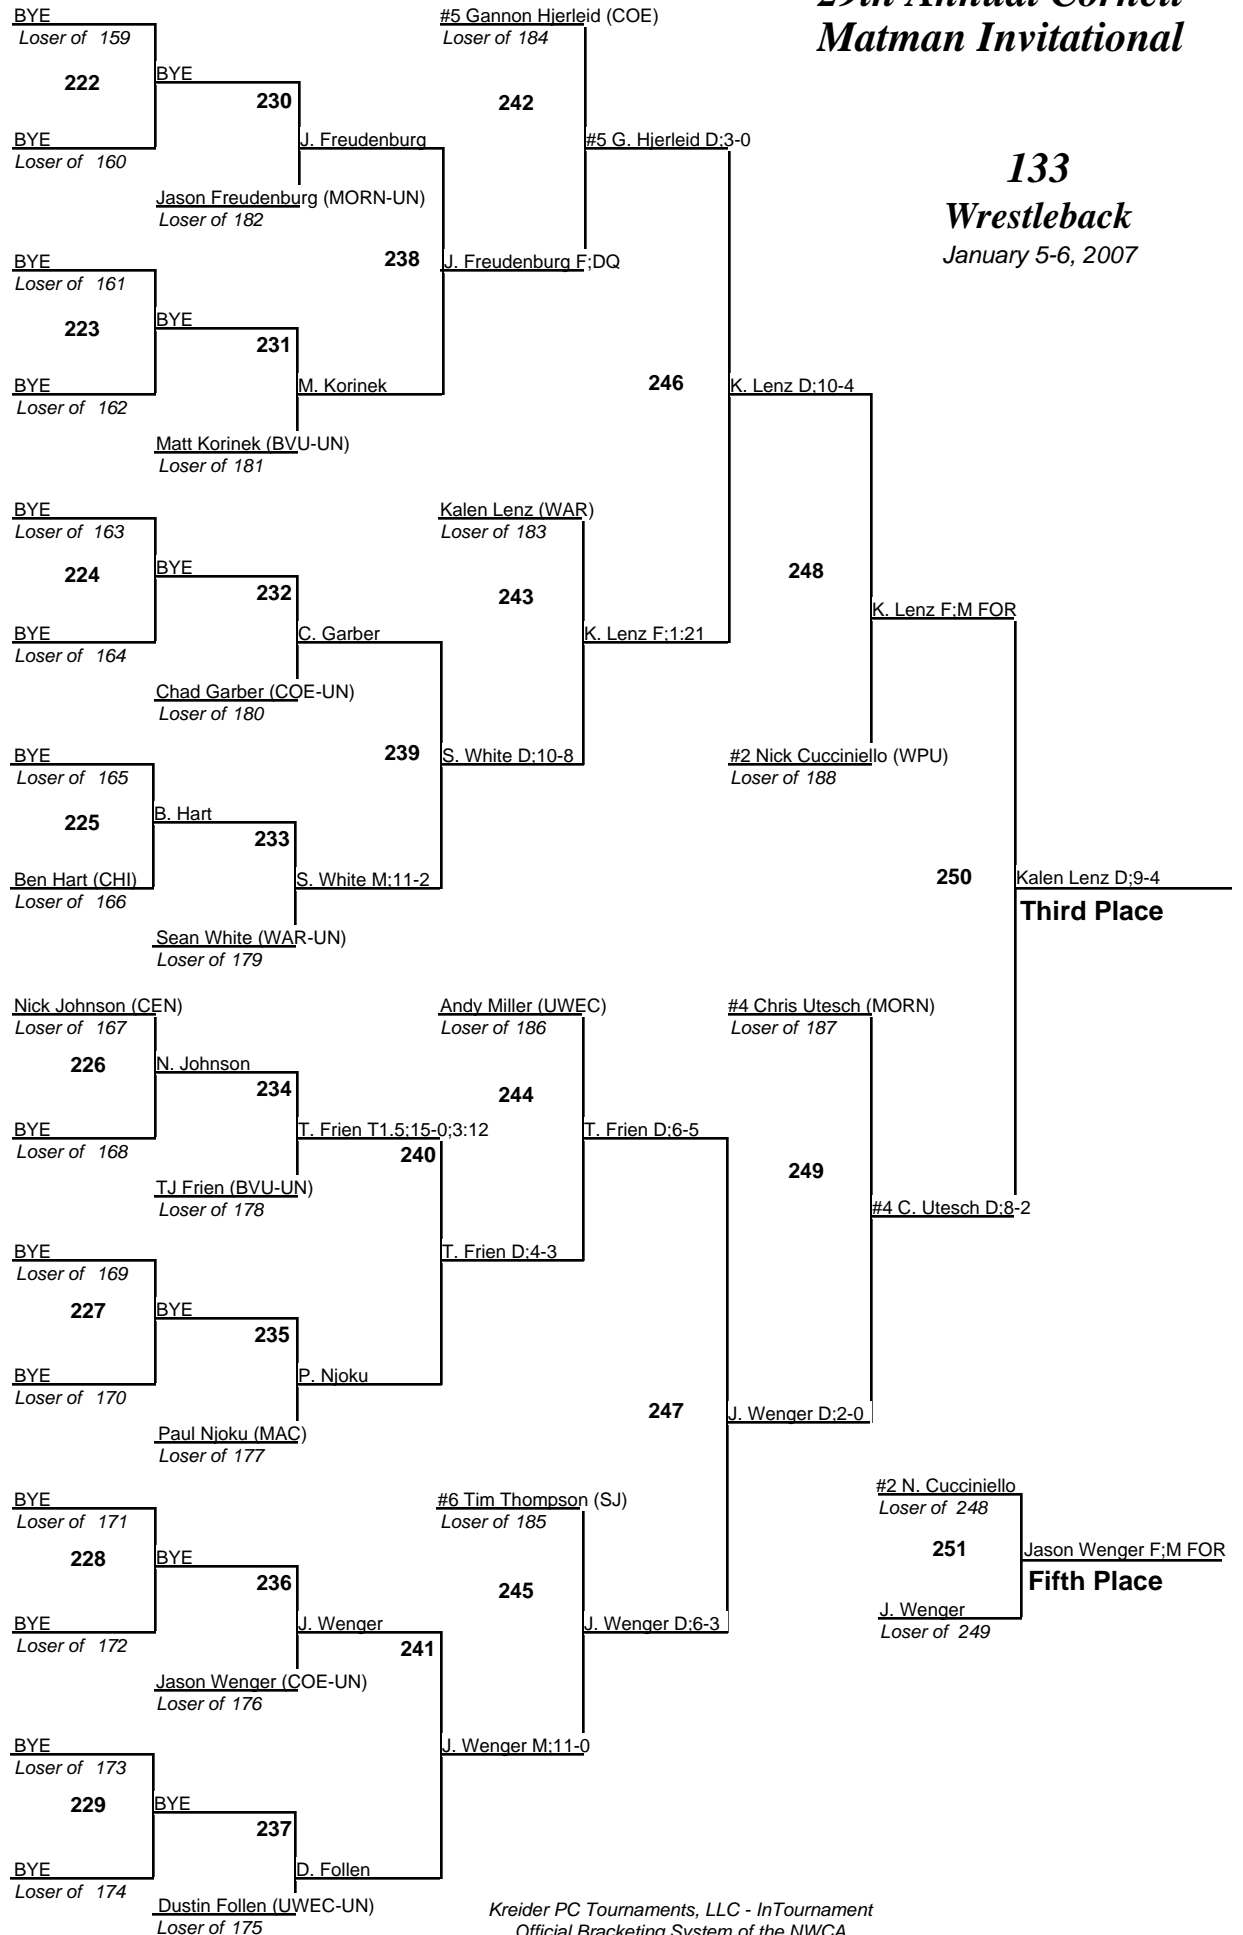 29th Annual Cornell
Matman Invitational
133
Wrestleback
January 5-6, 2007
BYE
Loser of 159
222
BYE
BYE
Loser of 160
230
J. Freudenburg
Jason Freudenburg (MORN-UN)
Loser of 182
238
J. Freudenburg F;DQ
BYE
Loser of 161
223
BYE
BYE
Loser of 162
231
M. Korinek
Matt Korinek (BVU-UN)
Loser of 181
#5 Gannon Hjerleid (COE)
Loser of 184
242
#5 G. Hjerleid D;3-0
246
K. Lenz D;10-4
BYE
Loser of 163
224
BYE
BYE
Loser of 164
232
C. Garber
Chad Garber (COE-UN)
Loser of 180
239
S. White D;10-8
BYE
Loser of 165
225
B. Hart
Ben Hart (CHI)
Loser of 166
233
S. White M;11-2
Sean White (WAR-UN)
Loser of 179
Kalen Lenz (WAR)
Loser of 183
243
K. Lenz F;1:21
248
K. Lenz F;M FOR
#2 Nick Cucciniello (WPU)
Loser of 188
250
Kalen Lenz D;9-4
Third Place
Nick Johnson (CEN)
Loser of 167
226
N. Johnson
BYE
Loser of 168
234
T. Frien T1.5;15-0;3:12
TJ Frien (BVU-UN)
Loser of 178
240
T. Frien D;4-3
BYE
Loser of 169
227
BYE
BYE
Loser of 170
235
P. Njoku
Paul Njoku (MAC)
Loser of 177
Andy Miller (UWEC)
Loser of 186
244
T. Frien D;6-5
247
J. Wenger D;2-0
#4 Chris Utesch (MORN)
Loser of 187
249
#4 C. Utesch D;8-2
BYE
Loser of 171
228
BYE
BYE
Loser of 172
236
J. Wenger
Jason Wenger (COE-UN)
Loser of 176
241
J. Wenger M;11-0
BYE
Loser of 173
229
BYE
BYE
Loser of 174
237
D. Follen
Dustin Follen (UWEC-UN)
Loser of 175
#6 Tim Thompson (SJ)
Loser of 185
245
J. Wenger D;6-3
#2 N. Cucciniello
Loser of 248
251
Jason Wenger F;M FOR
Fifth Place
J. Wenger
Loser of 249
Kreider PC Tournaments, LLC - InTournament
Official Bracketing System of the NWCA